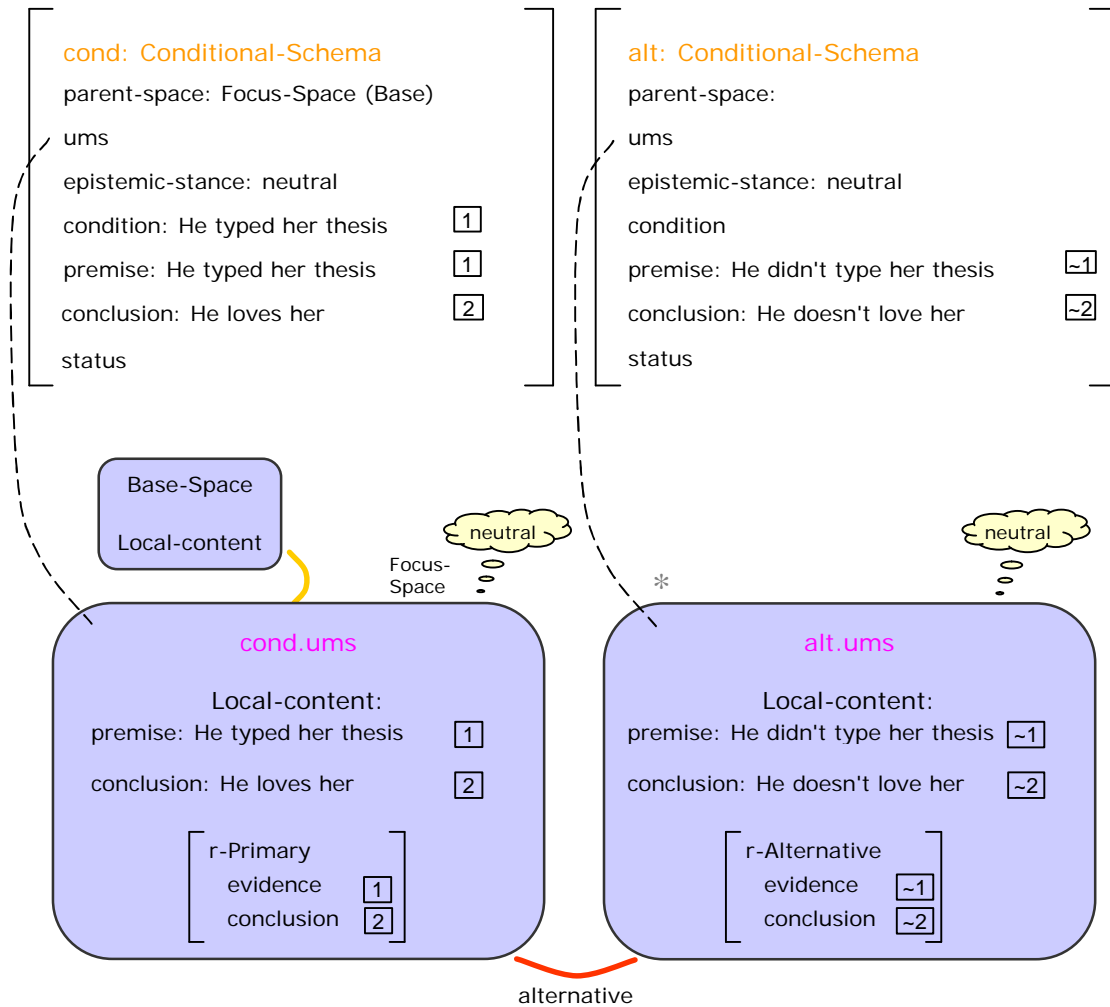 cond: Conditional-Schema
parent-space: Focus-Space (Base)
ums
epistemic-stance: neutral
condition: He typed her thesis 1
premise: He typed her thesis 1
conclusion: He loves her 2
status
alt: Conditional-Schema
parent-space:
ums
epistemic-stance: neutral
condition
premise: He didn't type her thesis ~1
conclusion: He doesn't love her ~2
status
Base-Space
Local-content
neutral
Focus-
Space
cond.ums
Local-content:
premise: He typed her thesis 1
conclusion: He loves her 2
r-Primary
evidence 1
conclusion 2
neutral
*
alt.ums
Local-content:
premise: He didn't type her thesis ~1
conclusion: He doesn't love her ~2
r-Alternative
evidence ~1
conclusion ~2
alternative